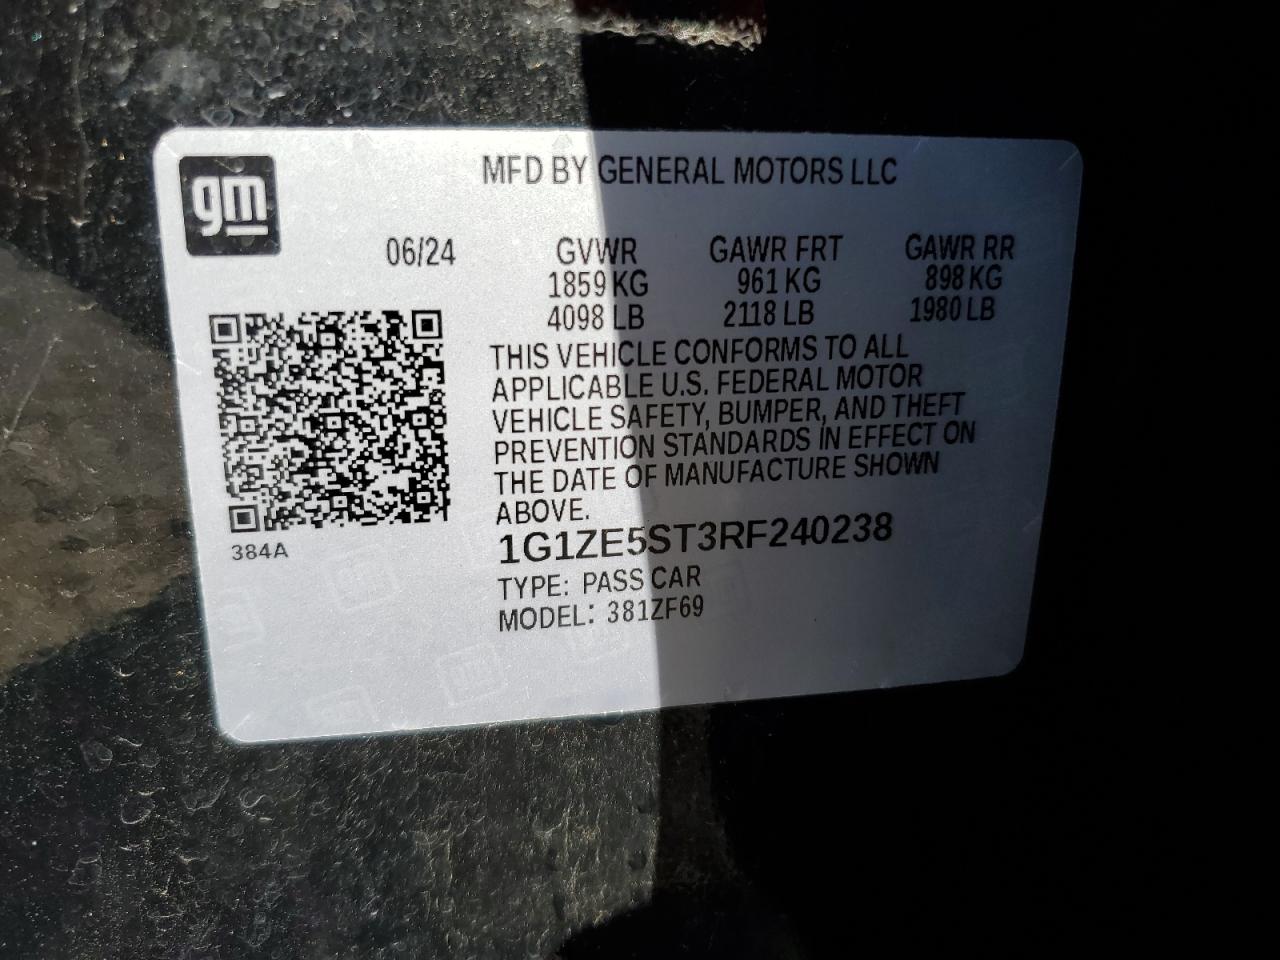 gm
MFD BY GENERAL MOTORS LLC
06/24 GVWR GAWR FRT GAWR RR
1859 KG 961 KG 898 KG
4098 LB 2118 LB 1980 LB
THIS VEHICLE CONFORMS TO ALL
APPLICABLE U.S. FEDERAL MOTOR
VEHICLE SAFETY, BUMPER, AND THEFT
PREVENTION STANDARDS IN EFFECT ON
THE DATE OF MANUFACTURE SHOWN
ABOVE.
384A
1G1ZE5ST3RF240238
TYPE: PASS CAR
MODEL: 381ZF69